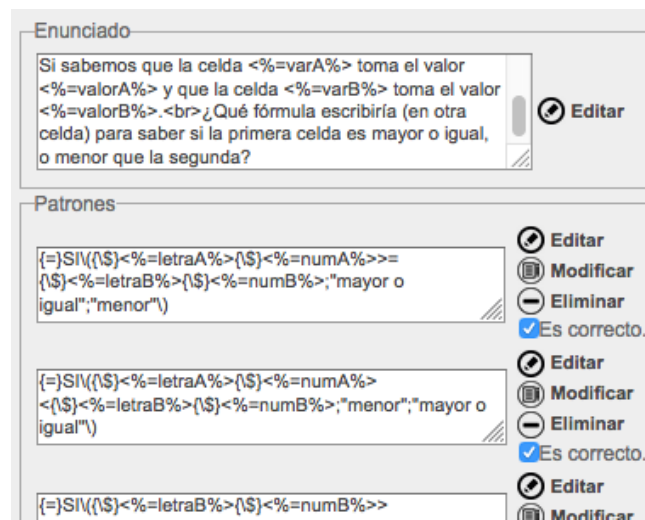 Enunciado
Si sabemos que la celda <%=varA%> toma el valor
<%=valorA%> y que la celda <%=varB%> toma el valor
<%=valorB%>.<br>¿Qué fórmula escribiría (en otra
celda) para saber si la primera celda es mayor o igual,
o menor que la segunda?
Editar
Patrones
{=}SI\({\$}<%=letraA%>{\$}<%=numA%>>=
{\$}<%=letraB%>{\$}<%=numB%>;"mayor o
igual";"menor"\)
Editar
Modificar
Eliminar
Es correcto.
{=}SI\({\$}<%=letraA%>{\$}<%=numA%>
<{\$}<%=letraB%>{\$}<%=numB%>;"menor";"mayor o
igual"\)
Editar
Modificar
Eliminar
Es correcto.
{=}SI\({\$}<%=letraB%>{\$}<%=numB%>>
Editar
Modificar